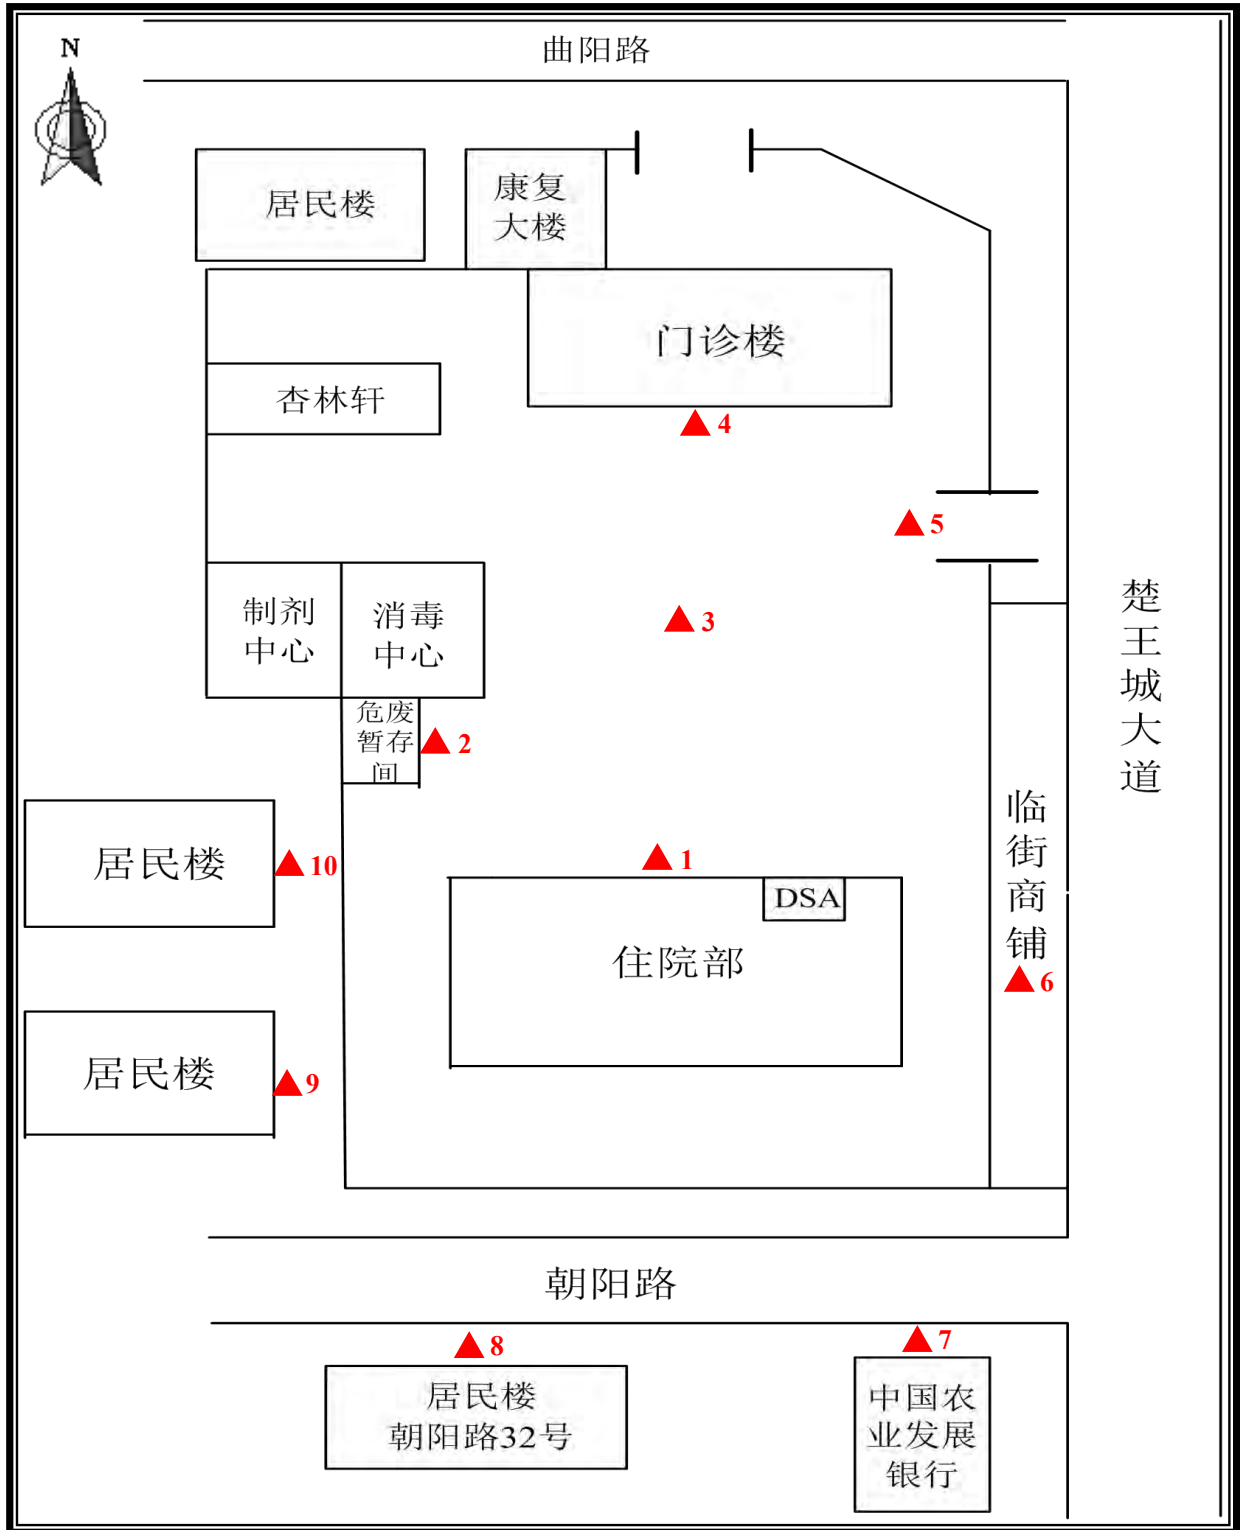 曲阳路
N
居民楼
康复
大楼
门诊楼
杏林轩
4
5
制剂
中心
消毒
中心
3
楚王城大道
危废
暂存
间
2
临街商铺
居民楼
10
1
DSA
住院部
6
居民楼
9
朝阳路
8
7
居民楼
朝阳路32号
中国农
业发展
银行